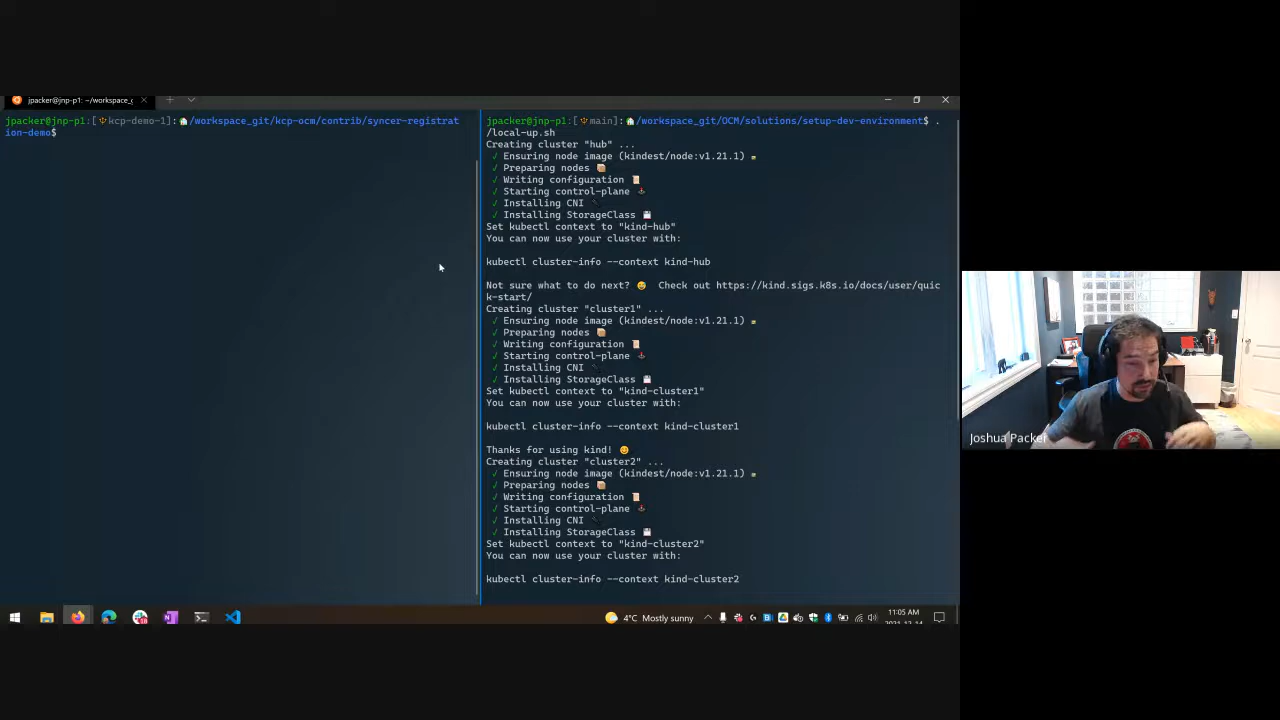 jpacker@jnp-p1: ~/workspace_g
jpacker@jnp-p1:[ kcp-demo-1]: /workspace_git/kcp-ocm/contrib/syncer-registrat
ion-demo$
jpacker@jnp-p1:[ main]: /workspace_git/OCM/solutions/setup-dev-environment$ .
/local-up.sh
Creating cluster "hub" ...
✓ Ensuring node image (kindest/node:v1.21.1)
✓ Preparing nodes
✓ Writing configuration
✓ Starting control-plane
✓ Installing CNI
✓ Installing StorageClass
Set kubectl context to "kind-hub"
You can now use your cluster with:
kubectl cluster-info --context kind-hub
Not sure what to do next? 😅 Check out https://kind.sigs.k8s.io/docs/user/quic
k-start/
Creating cluster "cluster1" ...
✓ Ensuring node image (kindest/node:v1.21.1)
✓ Preparing nodes
✓ Writing configuration
✓ Starting control-plane
✓ Installing CNI
✓ Installing StorageClass
Set kubectl context to "kind-cluster1"
You can now use your cluster with:
kubectl cluster-info --context kind-cluster1
Thanks for using kind! 😊
Creating cluster "cluster2" ...
✓ Ensuring node image (kindest/node:v1.21.1)
✓ Preparing nodes
✓ Writing configuration
✓ Starting control-plane
✓ Installing CNI
✓ Installing StorageClass
Set kubectl context to "kind-cluster2"
You can now use your cluster with:
kubectl cluster-info --context kind-cluster2
Joshua Packer
4°C Mostly sunny
11:05 AM
2021-12-14